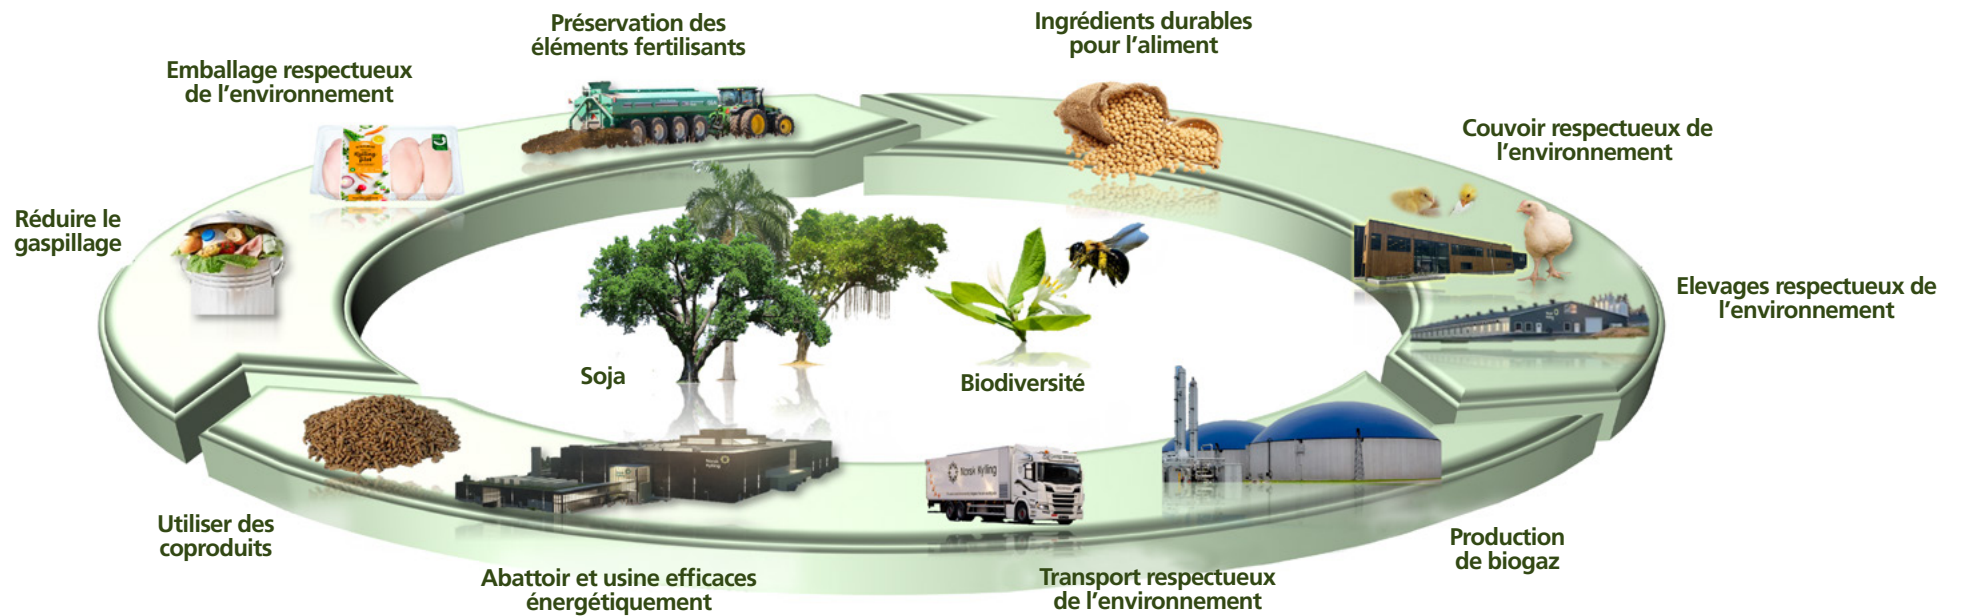 Préservation des
éléments fertilisants
Ingrédients durables
pour l'aliment
Emballage respectueux
de l'environnement
Couvoir respectueux de
l'environnement
Réduire le
gaspillage
Elevages respectueux de
l'environnement
Soja
Biodiversité
Norsk Kylling
Utiliser des
coproduits
Production
de biogaz
Abattoir et usine efficaces
énergétiquement
Transport respectueux
de l'environnement